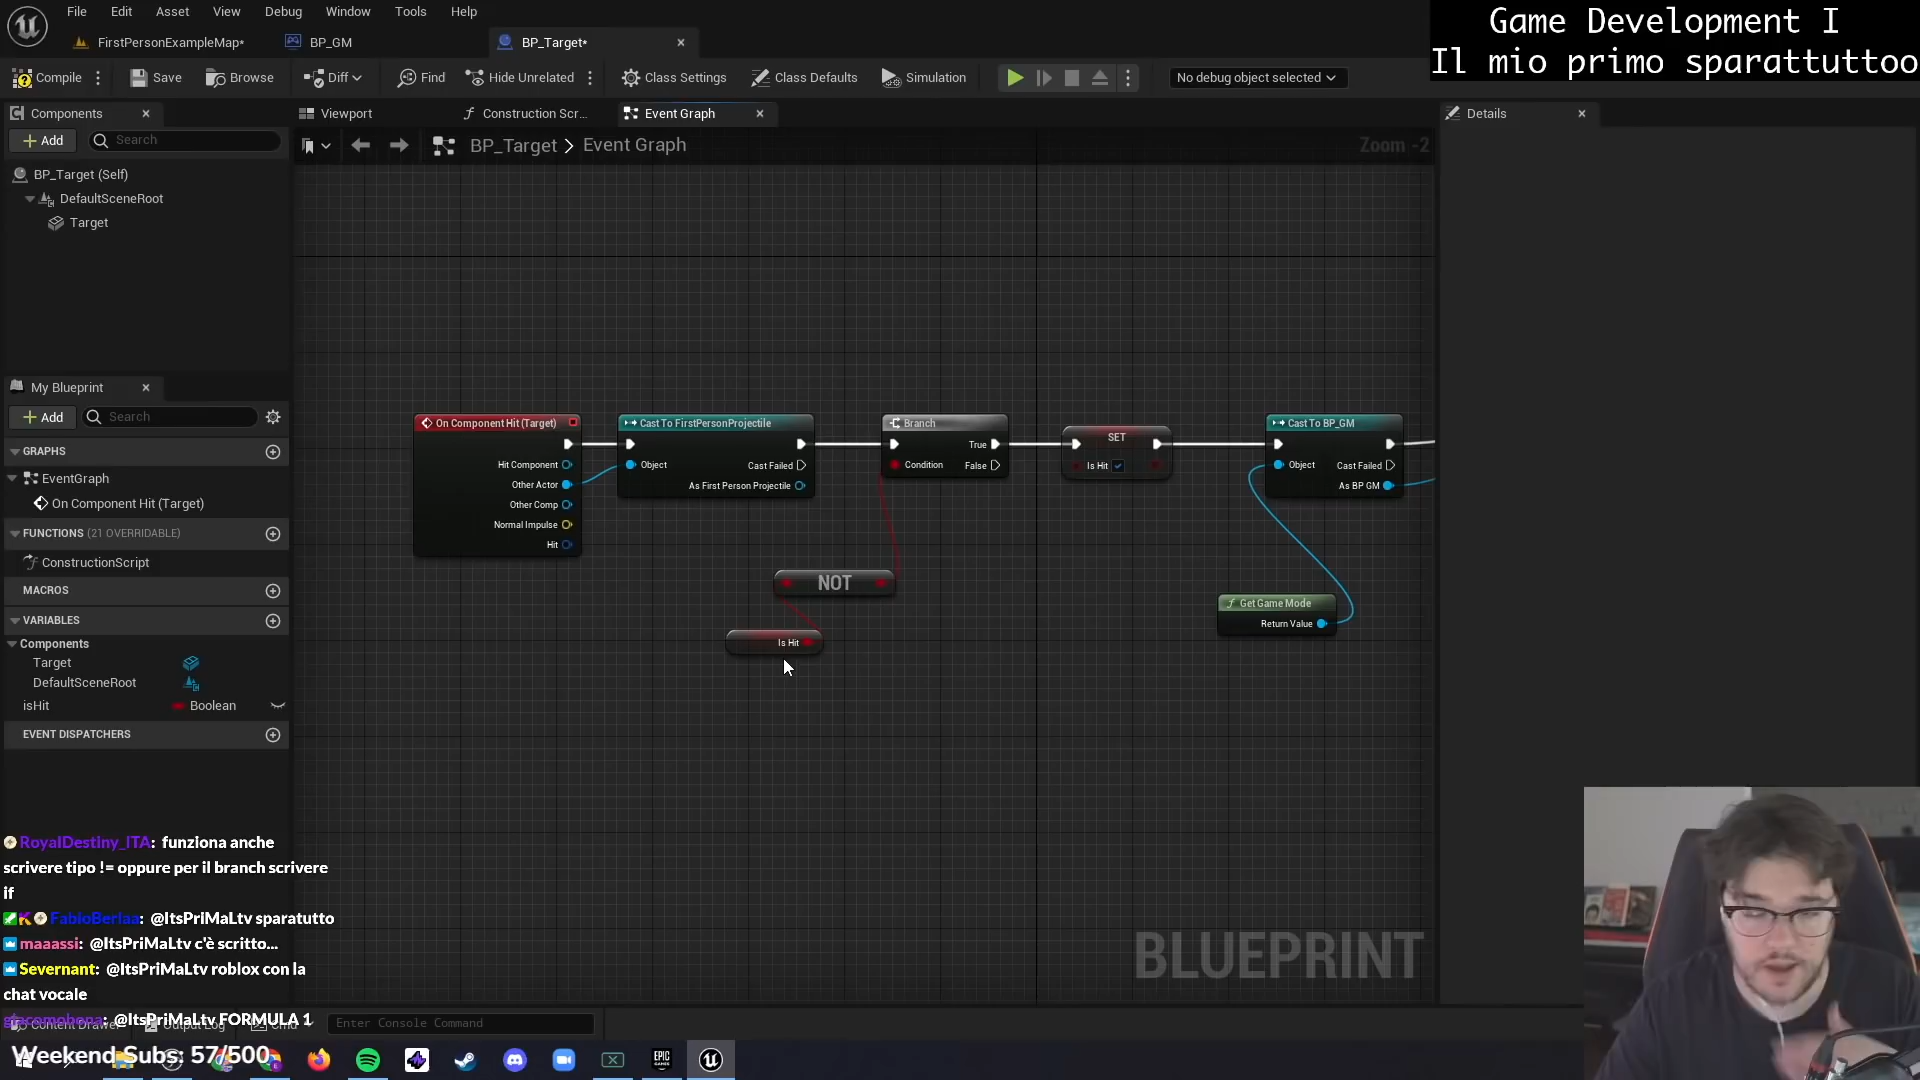 File Edit Asset View Debug Window Tools Help
Game Development I
Il mio primo sparattuttoo
FirstPersonExampleMap* BP_GM BP_Target*
Compile Save Browse Diff Find Hide Unrelated Class Settings Class Defaults Simulation No debug object selected
Components Viewport Construction Scr... Event Graph Details
Add Search
BP_Target > Event Graph Zoom -2
BP_Target (Self)
DefaultSceneRoot
Target
My Blueprint
Add Search
GRAPHS
EventGraph
On Component Hit (Target)
FUNCTIONS (21 OVERRIDABLE)
ConstructionScript
MACROS
VARIABLES
Components
Target
DefaultSceneRoot
isHit Boolean
EVENT DISPATCHERS
On Component Hit (Target)
Hit Component
Other Actor
Other Comp
Normal Impulse
Hit
Cast To FirstPersonProjectile
Object Cast Failed
As First Person Projectile
Branch
True
Condition False
NOT
Is Hit
SET
Is Hit
Cast To BP_GM
Object Cast Failed
As BP GM
Get Game Mode
Return Value
BLUEPRINT
RoyalDestiny_ITA: funziona anche
scrivere tipo != oppure per il branch scrivere
if
FabioBerlaa: @ItsPriMaLtv sparatutto
maaassi: @ItsPriMaLtv c'è scritto...
Severnant: @ItsPriMaLtv roblox con la
chat vocale
@ItsPriMaLtv FORMULA 1
Content Drawer Output Log Cmd Enter Console Command
Weekend Subs: 57/500
EPIC GAMES